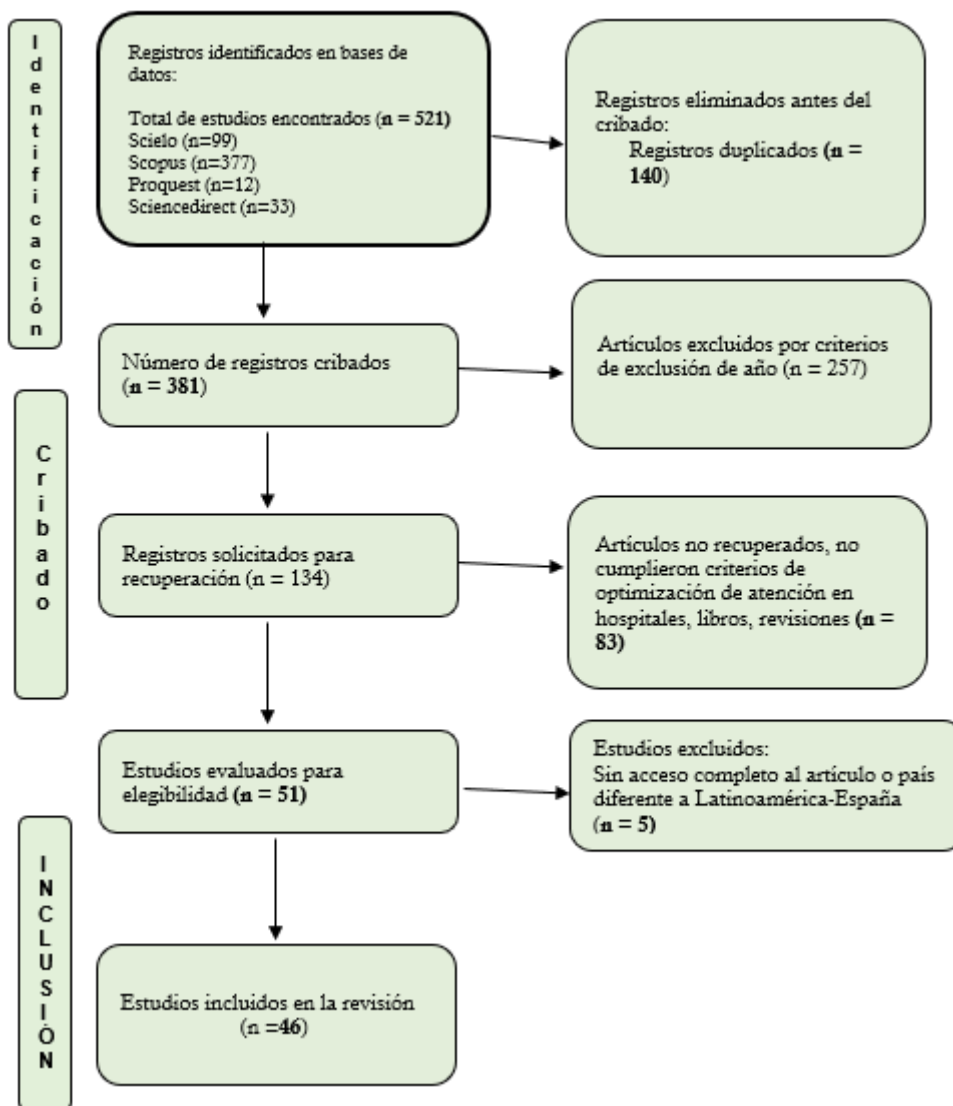 Identificación
Registros identificados en bases de
datos:
Total de estudios encontrados (n = 521)
Scielo (n=99)
Scopus (n=377)
Proquest (n=12)
Sciencedirect (n=33)
Registros eliminados antes del
cribado:
Registros duplicados (n =
140)
Número de registros cribados
(n = 381)
Artículos excluidos por criterios
de exclusión de año (n = 257)
Cribado
Registros solicitados para
recuperación (n = 134)
Artículos no recuperados, no
cumplieron criterios de
optimización de atención en
hospitales, libros, revisiones (n =
83)
Estudios evaluados para
elegibilidad (n = 51)
Estudios excluidos:
Sin acceso completo al artículo o país
diferente a Latinoamérica-España
(n = 5)
INCLUSIÓN
Estudios incluidos en la revisión
(n =46)